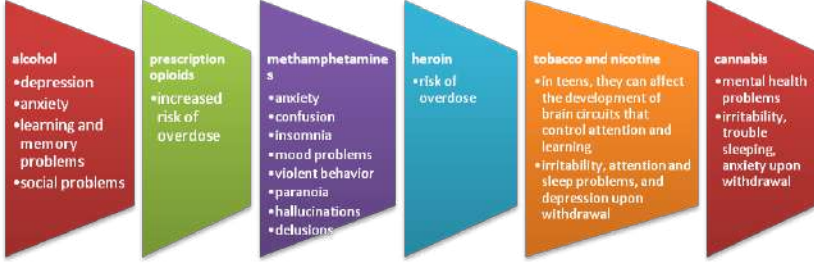 alcohol
•depression
•anxiety
•learning and
memory
problems
•social problems
prescription
opioids
•increased
risk of
overdose
methamphetamine
s
•anxiety
•confusion
•insomnia
•mood problems
•violent behavior
•paranoia
•hallucinations
•delusions
heroin
•risk of
overdose
tobacco and nicotine
•in teens, they can affect
the development of
brain circuits that
control attention and
learning
•irritability, attention and
sleep problems, and
depression upon
withdrawal
cannabis
•mental health
problems
•irritability,
trouble
sleeping,
anxiety upon
withdrawal